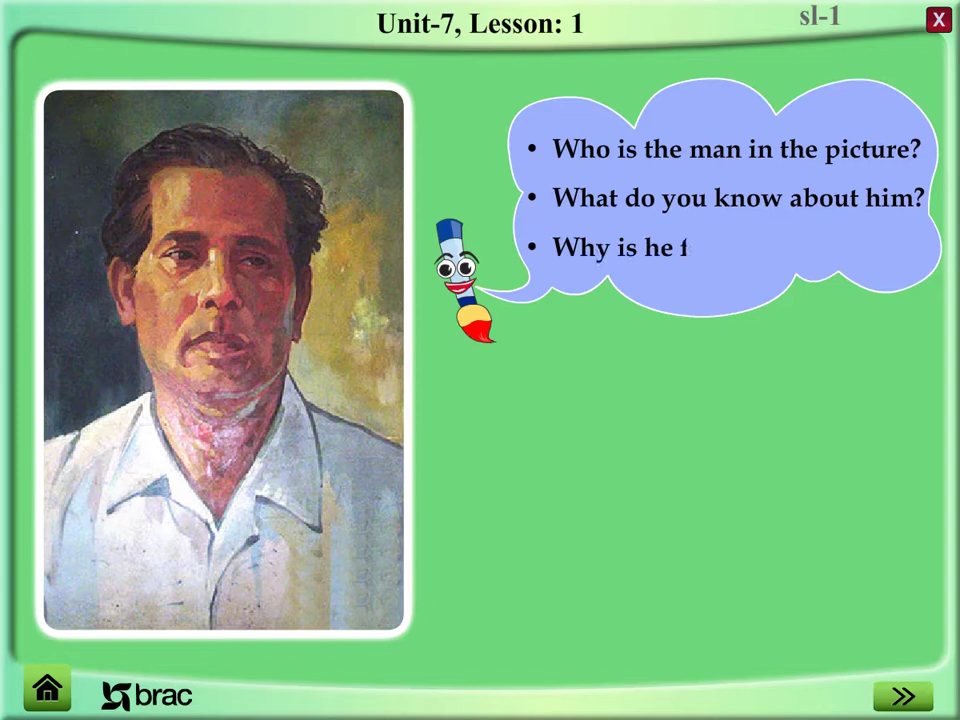 Unit-7, Lesson: 1
sl-1
X
• Who is the man in the picture?
• What do you know about him?
• Why is he f
brac